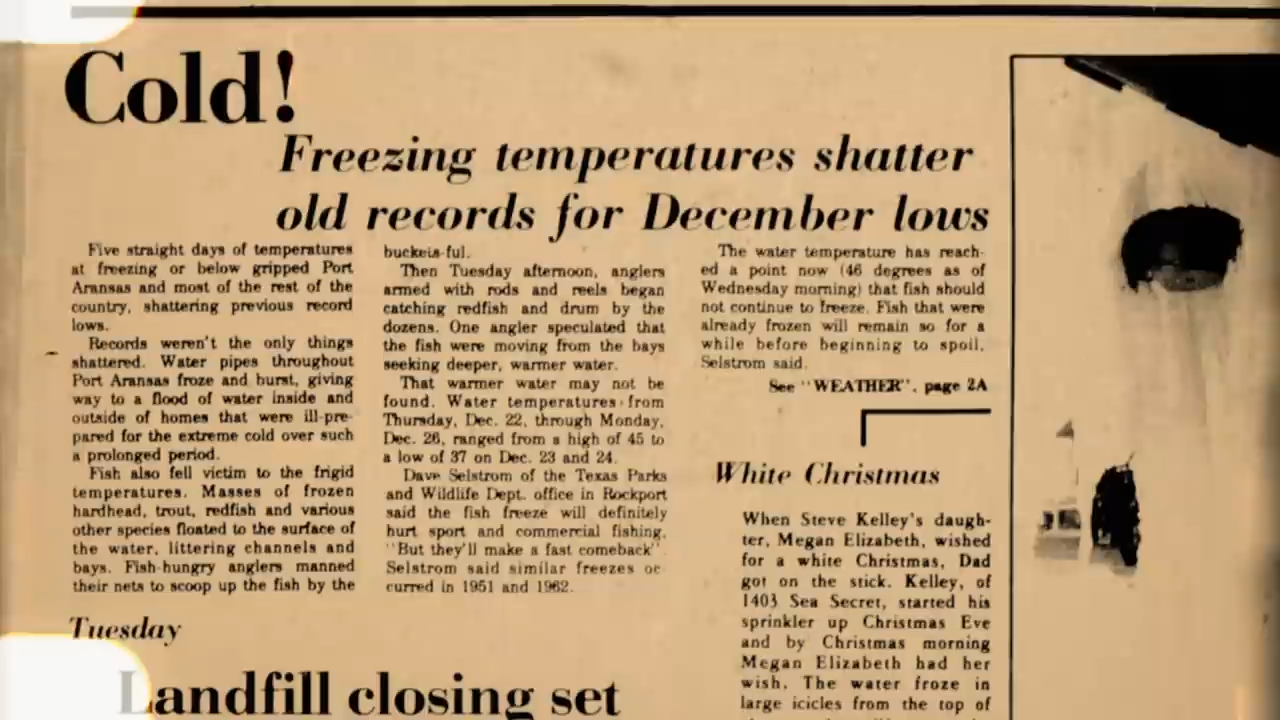 Cold!
Freezing temperatures shatter
old records for December lows
Five straight days of temperatures
at freezing or below gripped Port
Aransas and most of the rest of the
country, shattering previous record
lows.
Records weren't the only things
shattered. Water pipes throughout
Port Aransas froze and burst, giving
way to a flood of water inside and
outside of homes that were ill-pre-
pared for the extreme cold over such
a prolonged period.
Fish also fell victim to the frigid
temperatures. Masses of frozen
hardhead, trout, redfish and various
other species floated to the surface of
the water, littering channels and
bays. Fish-hungry anglers manned
their nets to scoop up the fish by the
buckets-ful.
Then Tuesday afternoon, anglers
armed with rods and reels began
catching redfish and drum by the
dozens. One angler speculated that
the fish were moving from the bays
seeking deeper, warmer water.
That warmer water may not be
found. Water temperatures from
Thursday, Dec. 22, through Monday,
Dec. 26, ranged from a high of 45 to
a low of 37 on Dec. 23 and 24.
Dave Selstrom of the Texas Parks
and Wildlife Dept. office in Rockport
said the fish freeze will definitely
hurt sport and commercial fishing.
"But they'll make a fast comeback".
Selstrom said similar freezes oc-
curred in 1951 and 1962.
The water temperature has reach-
ed a point now (46 degrees as of
Wednesday morning) that fish should
not continue to freeze. Fish that were
already frozen will remain so for a
while before beginning to spoil,
Selstrom said.
See "WEATHER", page 2A
White Christmas
When Steve Kelley's daugh-
ter, Megan Elizabeth, wished
for a white Christmas, Dad
got on the stick. Kelley, of
1403 Sea Secret, started his
sprinkler up Christmas Eve
and by Christmas morning
Megan Elizabeth had her
wish. The water froze in
large icicles from the top of
Tuesday
Landfill closing set